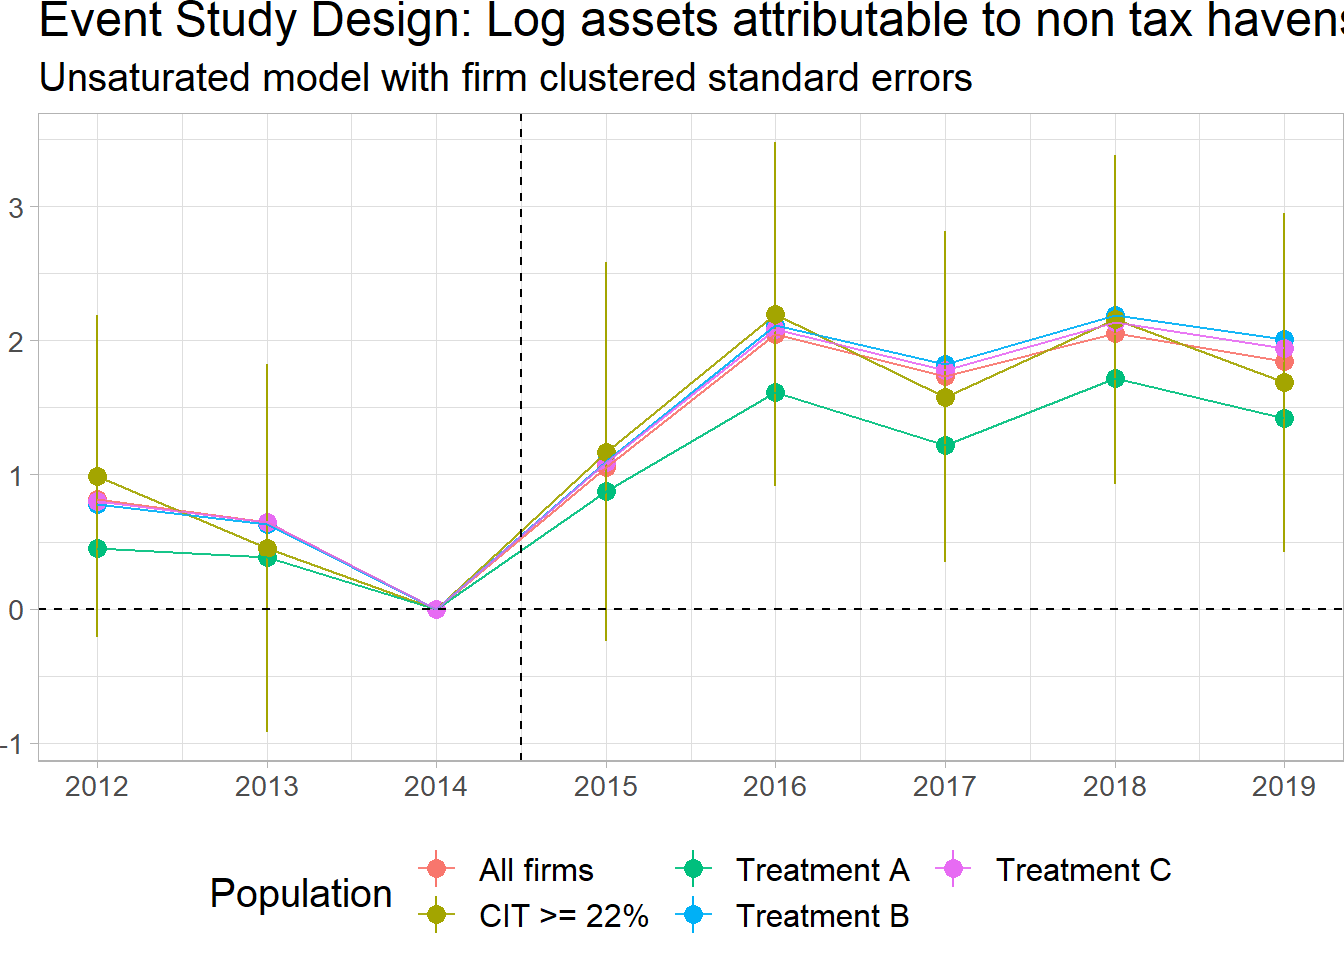 Event Study Design: Log assets attributable to non tax havens
Unsaturated model with firm clustered standard errors
3
2
1
0
-1
2012 2013 2014 2015 2016 2017 2018 2019
Population
All firms Treatment A Treatment C
CIT >= 22% Treatment B